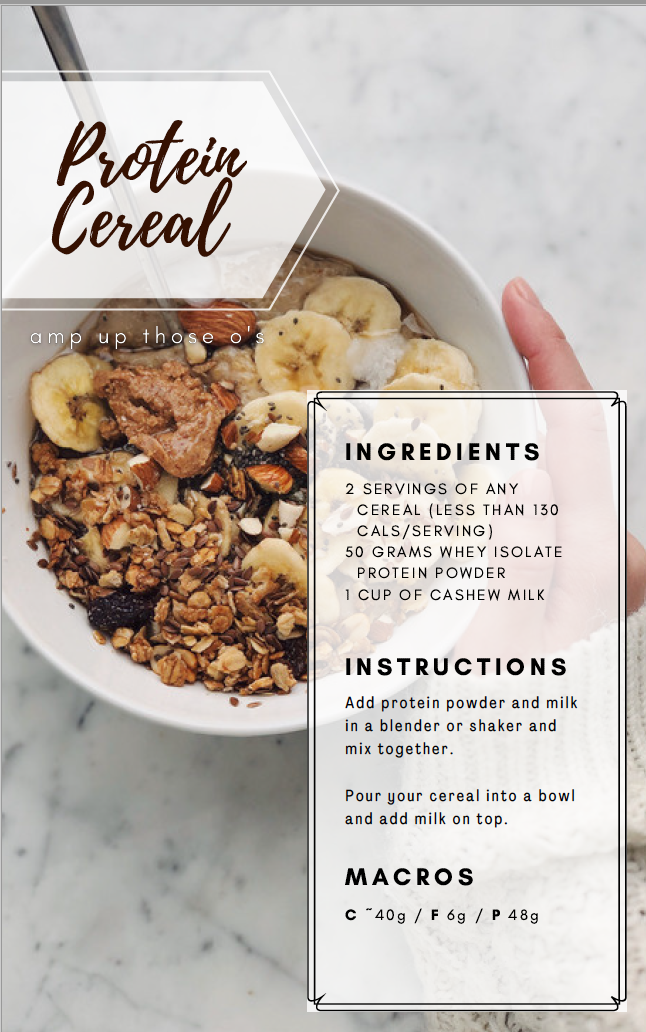 Protein
Cereal
amp up those o's
INGREDIENTS
2 SERVINGS OF ANY
CEREAL (LESS THAN 130
CALS/SERVING)
50 GRAMS WHEY ISOLATE
PROTEIN POWDER
1 CUP OF CASHEW MILK
INSTRUCTIONS
Add protein powder and milk
in a blender or shaker and
mix together.
Pour your cereal into a bowl
and add milk on top.
MACROS
C ~40g / F 6g / P 48g